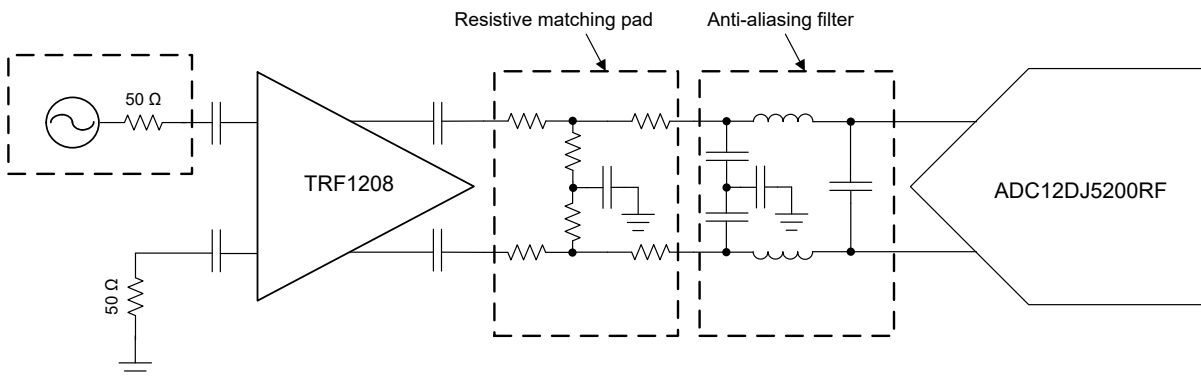 Resistive matching pad
Anti-aliasing filter
50 Ω
TRF1208
ADC12DJ5200RF
50 Ω